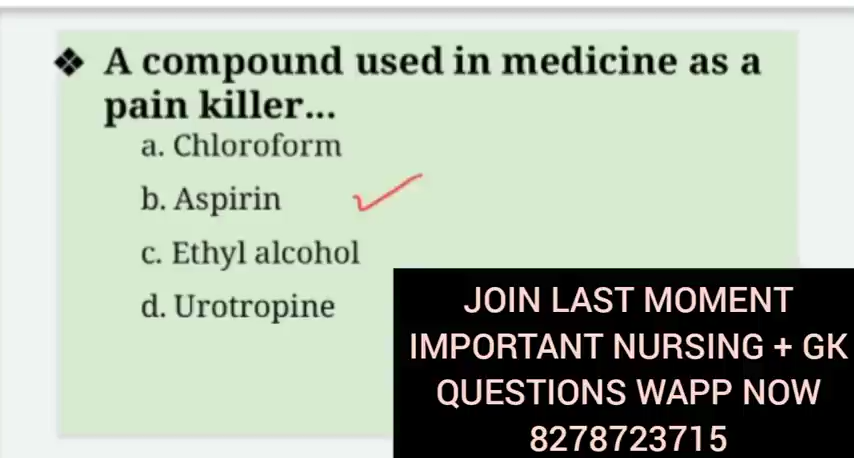 ❖ A compound used in medicine as a
pain killer...
a. Chloroform
b. Aspirin
c. Ethyl alcohol
d. Urotropine
JOIN LAST MOMENT
IMPORTANT NURSING + GK
QUESTIONS WAPP NOW
8278723715